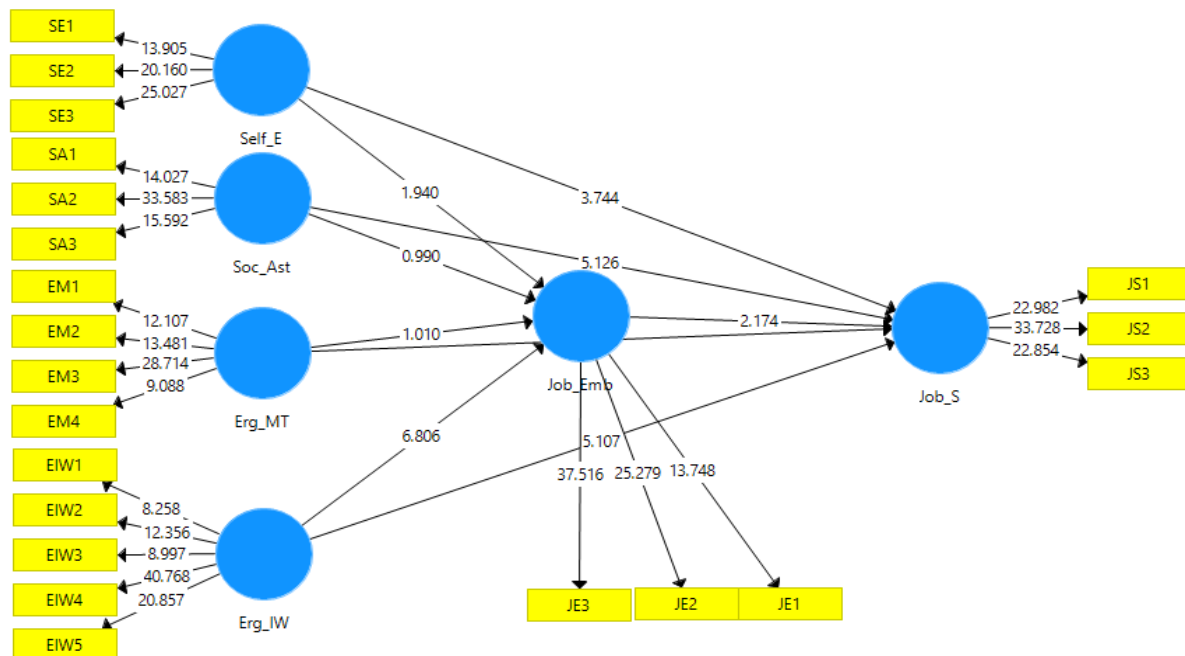 SE1
13.905
SE2
20.160
SE3
25.027
Self_E
SA1
14.027
SA2
33.583
SA3
15.592
Soc_Ast
EM1
12.107
EM2
13.481
EM3
28.714
EM4
9.088
Erg_MT
EIW1
8.258
EIW2
12.356
EIW3
8.997
EIW4
40.768
EIW5
20.857
Erg_IW
1.940
3.744
0.990
5.126
1.010
2.174
6.806
5.107
Job_Emb
37.516
25.279
13.748
JE3
JE2
JE1
Job_S
22.982
JS1
33.728
JS2
22.854
JS3